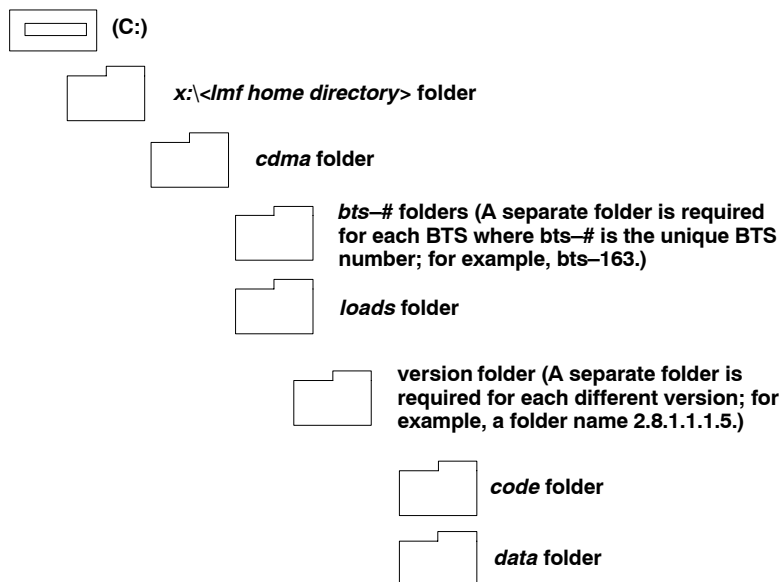 (C:)
x:\<lmf home directory> folder
cdma folder
bts–# folders (A separate folder is required
for each BTS where bts–# is the unique BTS
number; for example, bts–163.)
loads folder
version folder (A separate folder is
required for each different version; for
example, a folder name 2.8.1.1.1.5.)
code folder
data folder